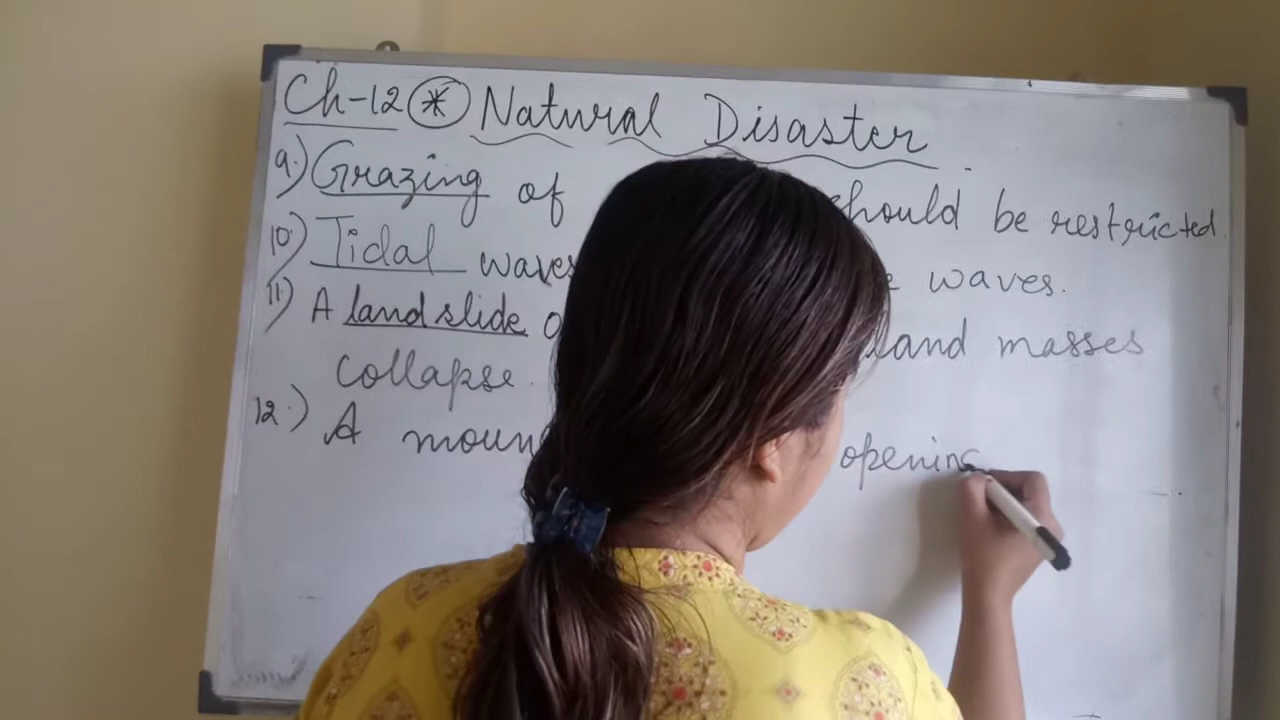 Ch-12 * Natural Disaster
9.) Grazing of should be restricted.
10.) Tidal waves waves.
11.) A landslide land masses
collapse.
12.) A opening